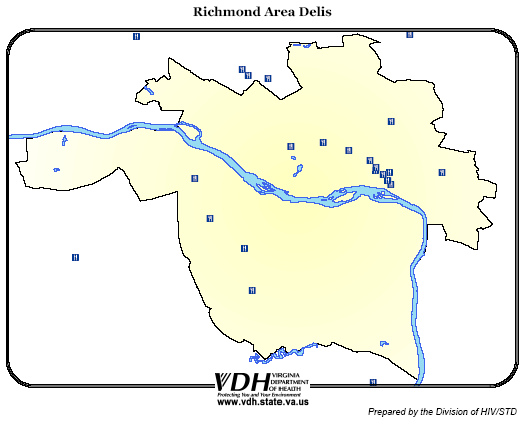 Richmond Area Delis
VDH VIRGINIA
DEPARTMENT
OF HEALTH
Protecting You and Your Environment
www.vdh.state.va.us
Prepared by the Division of HIV/STD